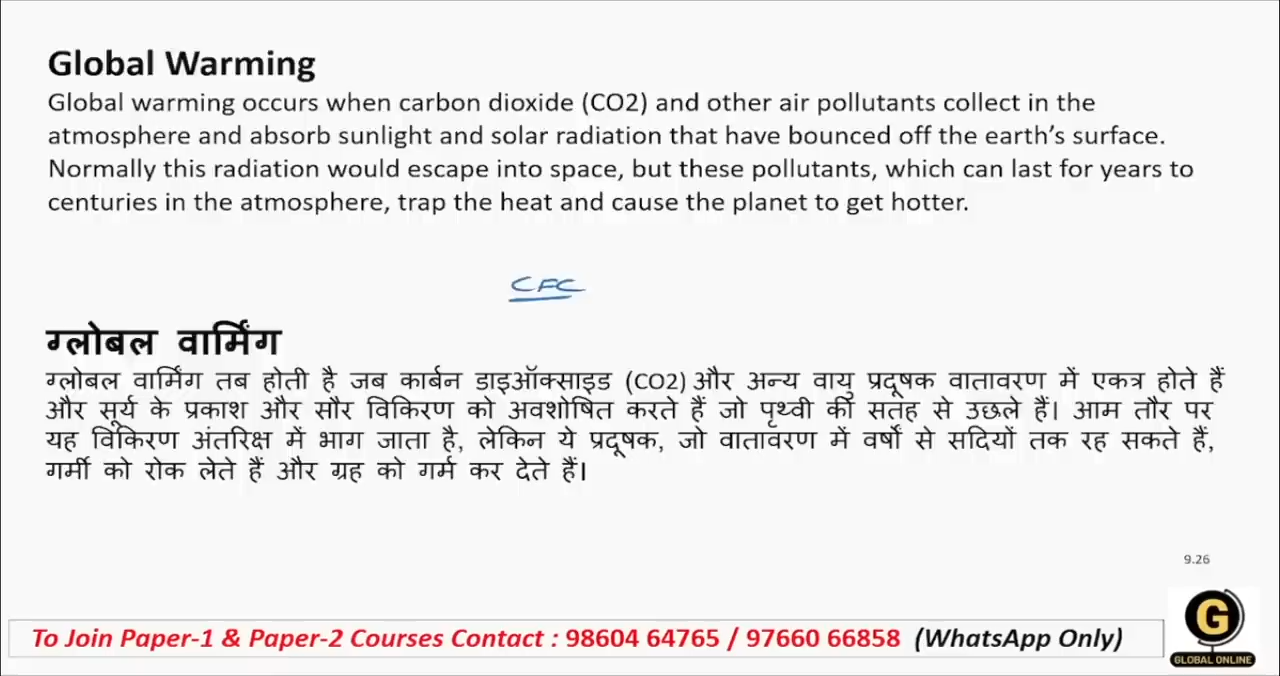 Global Warming
Global warming occurs when carbon dioxide (CO2) and other air pollutants collect in the
atmosphere and absorb sunlight and solar radiation that have bounced off the earth's surface.
Normally this radiation would escape into space, but these pollutants, which can last for years to
centuries in the atmosphere, trap the heat and cause the planet to get hotter.
CFC
ग्लोबल वार्मिंग
ग्लोबल वार्मिंग तब होती है जब कार्बन डाइऑक्साइड (CO2) और अन्य वायु प्रदूषक वातावरण में एकत्र होते हैं
और सूर्य के प्रकाश और सौर विकिरण को अवशोषित करते हैं जो पृथ्वी की सतह से उछले हैं। आम तौर पर
यह विकिरण अंतरिक्ष में भाग जाता है, लेकिन ये प्रदूषक, जो वातावरण में वर्षों से सदियों तक रह सकते हैं,
गर्मी को रोक लेते हैं और ग्रह को गर्म कर देते हैं।
9.26
To Join Paper-1 & Paper-2 Courses Contact : 98604 64765 / 97660 66858 (WhatsApp Only)
G
GLOBAL ONLINE